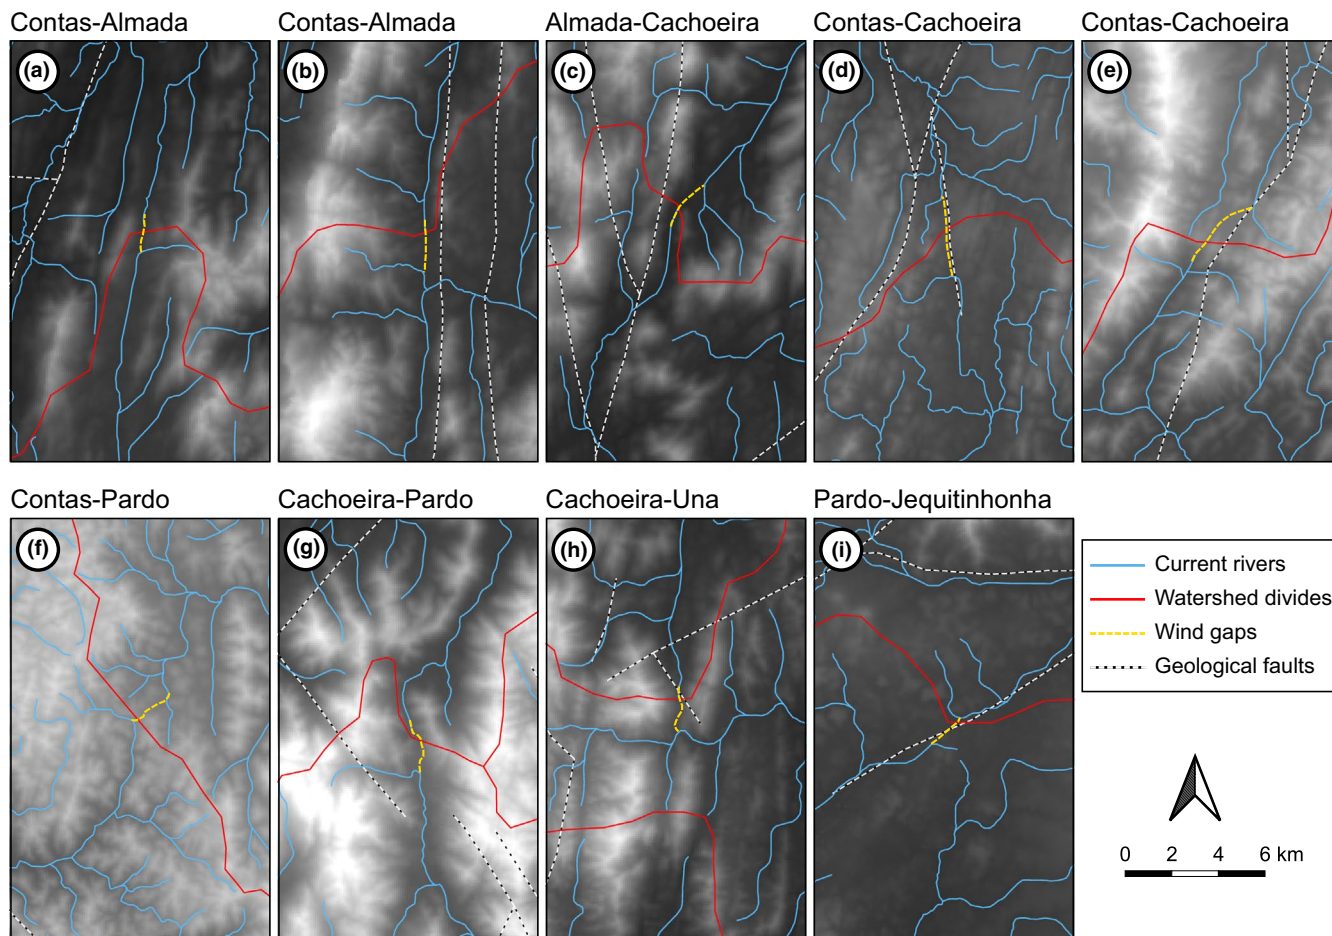 Contas-Almada
Contas-Almada
Almada-Cachoeira
Contas-Cachoeira
Contas-Cachoeira
(a)
(b)
(c)
(d)
(e)
Contas-Pardo
Cachoeira-Pardo
Cachoeira-Una
Pardo-Jequitinhonha
(f)
(g)
(h)
(i)
Current rivers
Watershed divides
Wind gaps
Geological faults
0 2 4 6 km